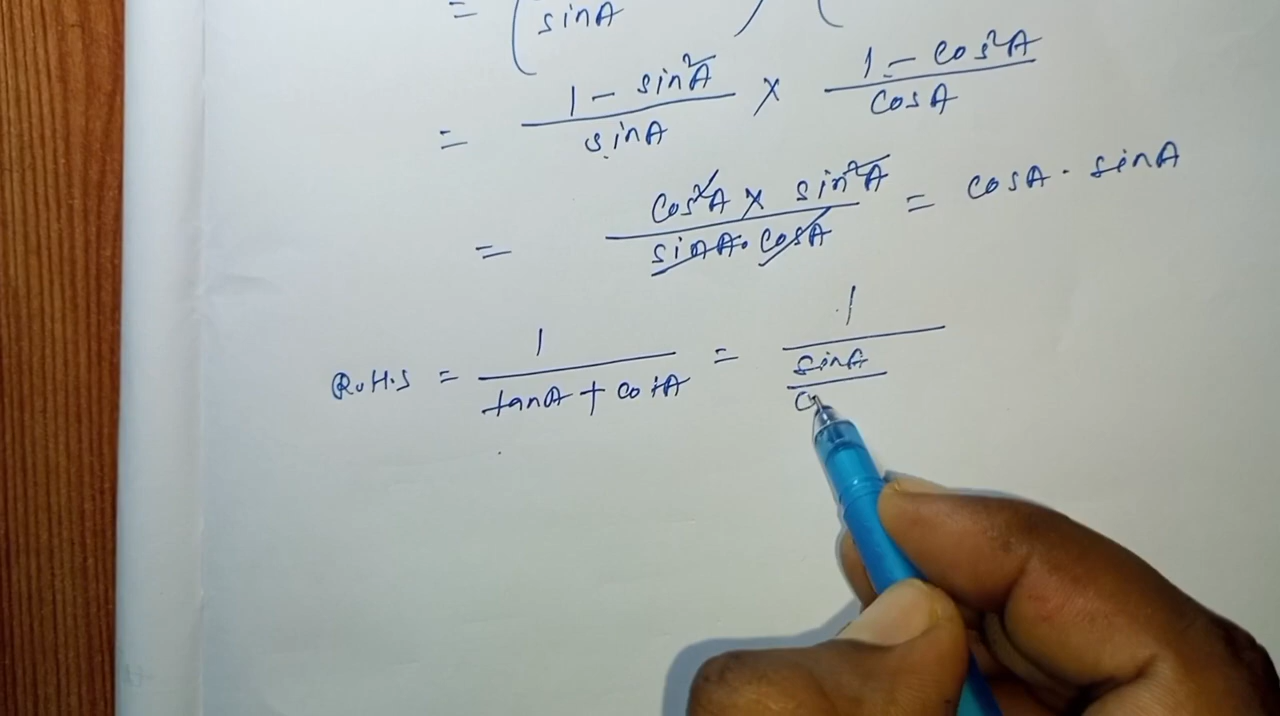 = ( sinA ) (
= 1 - sin²A / sinA × 1 - cos²A / cosA
= cos²A × sin²A / sinA · cosA = cosA · sinA
R.H.S = 1 / tanA + cotA = 1 / sinA / c